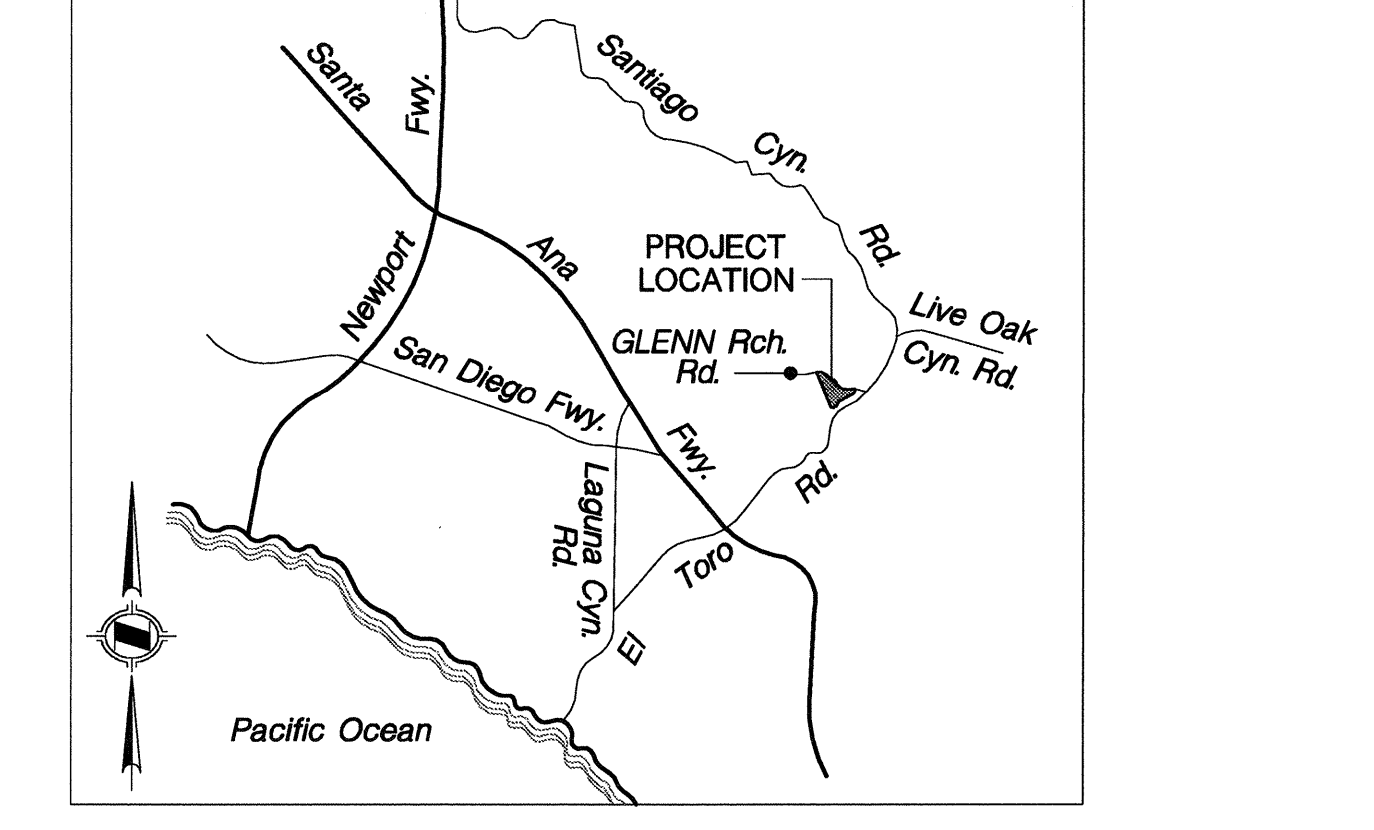 Santa
Fwy.
Santiago
Cyn.
Rd.
Newport
Ana
PROJECT
LOCATION
Live Oak
Cyn. Rd.
GLENN Rch.
Rd.
San Diego Fwy.
Fwy.
Laguna Cyn.
Rd.
Rd.
Toro
El
Pacific Ocean